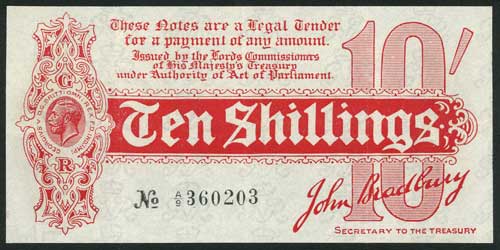 These Notes are a Legal Tender
for a payment of any amount.
Issued by the Lords Commissioners
of His Majesty's Treasury
under Authority of Act of Parliament.
10/
G
R
Ten Shillings
No A/9 360203
John Bradbury
10
SECRETARY TO THE TREASURY